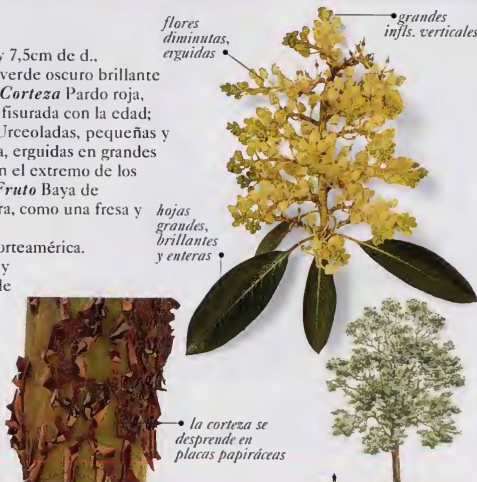 y 7,5cm de d.,
verde oscuro brillante
Corteza Pardo roja,
fisurada con la edad;
Urceoladas, pequeñas y
a, erguidas en grandes
n el extremo de los
Fruto Baya de
ra, como una fresa y
orteamérica.
y
de
flores
diminutas,
erguidas
grandes
infls. verticales
hojas
grandes,
brillantes
y enteras
la corteza se
desprende en
placas papiráceas